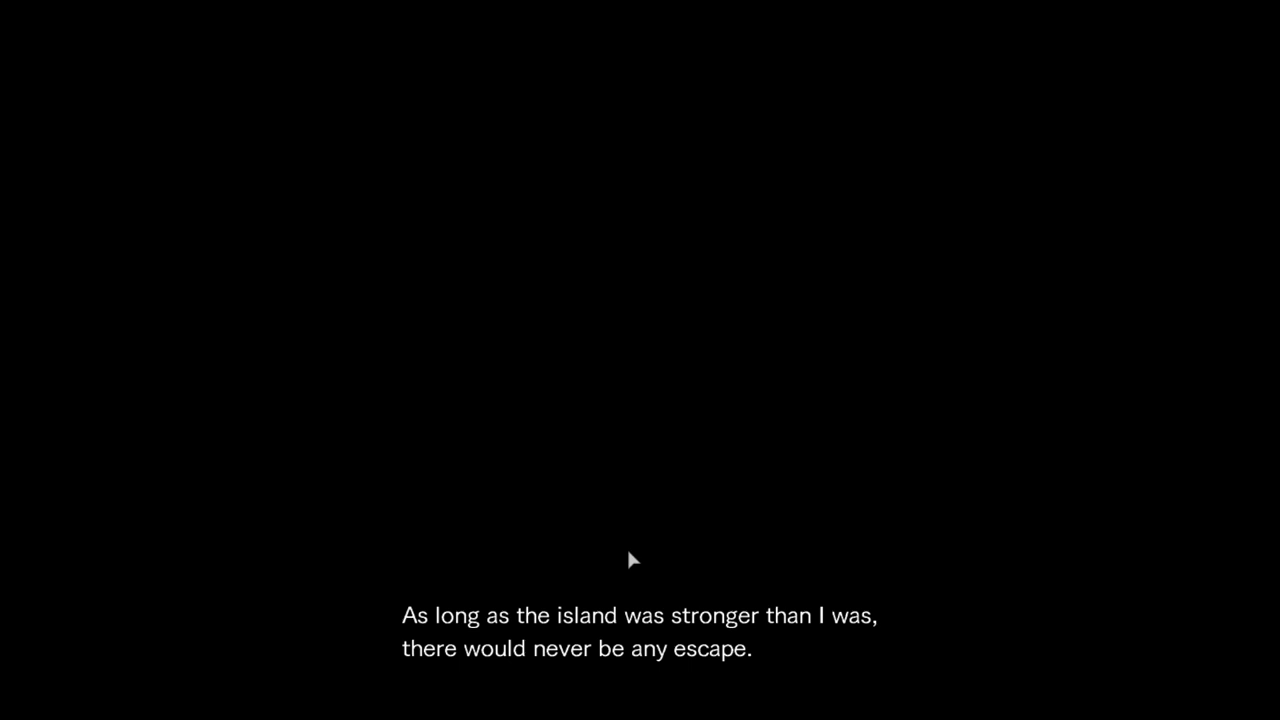 As long as the island was stronger than I was,
there would never be any escape.